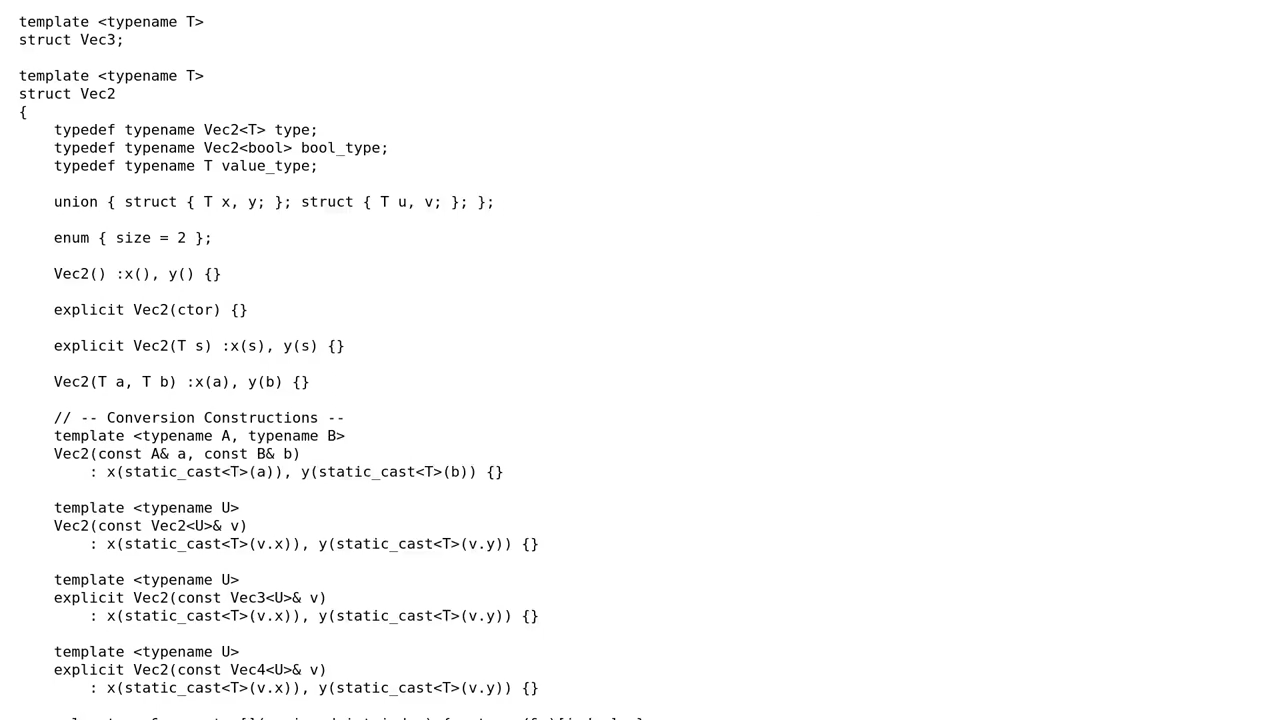 template <typename T>
struct Vec3;
template <typename T>
struct Vec2
{
typedef typename Vec2<T> type;
typedef typename Vec2<bool> bool_type;
typedef typename T value_type;
union { struct { T x, y; }; struct { T u, v; }; };
enum { size = 2 };
Vec2() :x(), y() {}
explicit Vec2(ctor) {}
explicit Vec2(T s) :x(s), y(s) {}
Vec2(T a, T b) :x(a), y(b) {}
// -- Conversion Constructions --
template <typename A, typename B>
Vec2(const A& a, const B& b)
: x(static_cast<T>(a)), y(static_cast<T>(b)) {}
template <typename U>
Vec2(const Vec2<U>& v)
: x(static_cast<T>(v.x)), y(static_cast<T>(v.y)) {}
template <typename U>
explicit Vec2(const Vec3<U>& v)
: x(static_cast<T>(v.x)), y(static_cast<T>(v.y)) {}
template <typename U>
explicit Vec2(const Vec4<U>& v)
: x(static_cast<T>(v.x)), y(static_cast<T>(v.y)) {}